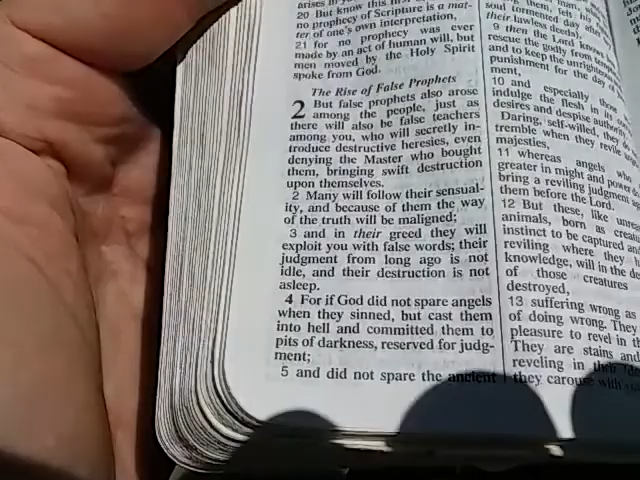 arises in
20 But know this first
no prophecy of Scripture is a mat-
ter of one's own interpretation,
21 for no prophecy was ever
made by an act of human will, but
men moved by the Holy Spirit
spoke from God.
The Rise of False Prophets
2 But false prophets also arose
among the people, just as
there will also be false teachers
among you, who will secretly in-
troduce destructive heresies, even
denying the Master who bought
them, bringing swift destruction
upon themselves.
2 Many will follow their sensual-
ity, and because of them the way
of the truth will be maligned;
3 and in their greed they will
exploit you with false words; their
judgment from long ago is not
idle, and their destruction is not
asleep.
4 For if God did not spare angels
when they sinned, but cast them
into hell and committed them to
pits of darkness, reserved for judg-
ment;
5 and did not spare the ancient
soul tormented day after
their lawless deeds),
9 then the Lord knows
rescue the godly from
and to keep the unrighteous
punishment for the day of
ment,
10 and especially those
indulge the flesh in its
desires and despise authority
Daring, self-willed, they do
tremble when they revile
majesties,
11 whereas angels who
greater in might and power do
bring a reviling judgment
them before the Lord.
12 But these, like
animals, born as
instinct to be captured and
reviling where they
knowledge, will in the
of those creatures
destroyed,
13 suffering wrong as
of doing wrong. They
pleasure to revel in the
They are stains and
reveling in their
they carouse with